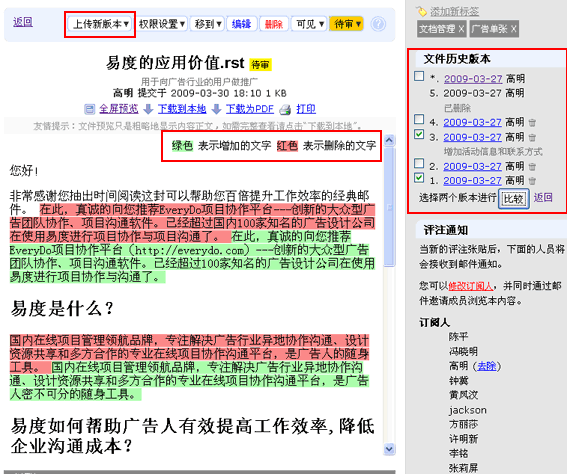 返回
上传新版本▼ 权限设置▼ 移到▼ 编辑 删除 可见▼ 待审▼
易度的应用价值.rst 待审
用于向广告行业的用户做推广
高明 提交于 2009-03-30 18:10 1 KB
全屏预览 下载到本地 下载为PDF 打印
友情提示：文件预览只是粗略地显示内容正文，如需完整查看请点击"下载到本地"。
绿色 表示增加的文字 红色 表示删除的文字
您好！
非常感谢您抽出时间阅读这封可以帮助您百倍提升工作效率的经典邮
件。 在此，真诚的向您推荐EveryDo项目协作平台---创新的大众型广
告团队协作、项目沟通软件。已经超过国内100家知名的广告设计公司
在使用易度进行项目协作与项目沟通了。 在此，真诚的向您推荐
EveryDo项目协作平台（http://everydo.com）---创新的大众型广告团
队协作、项目沟通软件。已经超过100家知名的广告设计公司在使用
易度进行项目协作与沟通了。
易度是什么？
国内在线项目管理领航品牌，专注解决广告行业异地协作沟通、设计
资源共享和多方合作的专业在线项目协作沟通平台，是广告人的随身
工具。 国内在线项目管理领航品牌，专注解决广告行业异地协作沟
通、设计资源共享和多方合作的专业在线项目协作沟通平台，是广告
人密不可分的随身工具。
易度如何帮助广告人有效提高工作效率,降低
企业沟通成本？
添加新标签
文档管理 X 广告单张 X
文件历史版本
*. 2009-03-27 高明
5. 2009-03-27 高明
已删除
4. 2009-03-27 高明
3. 2009-03-27 高明
增加活动信息和联系方式
2. 2009-03-27 高明
1. 2009-03-27 高明
选择两个版本进行 比较 返回
评注通知
当新的评注张贴后，下面的人员将
会接收到邮件通知。
您可以修改订阅人，并同时通过邮
件邀请成员浏览本内容。
订阅人
陈平
冯晓明
高明 (去除)
钟蕪
黄凤汶
jackson
方丽莎
许明新
李铭
张莉屏